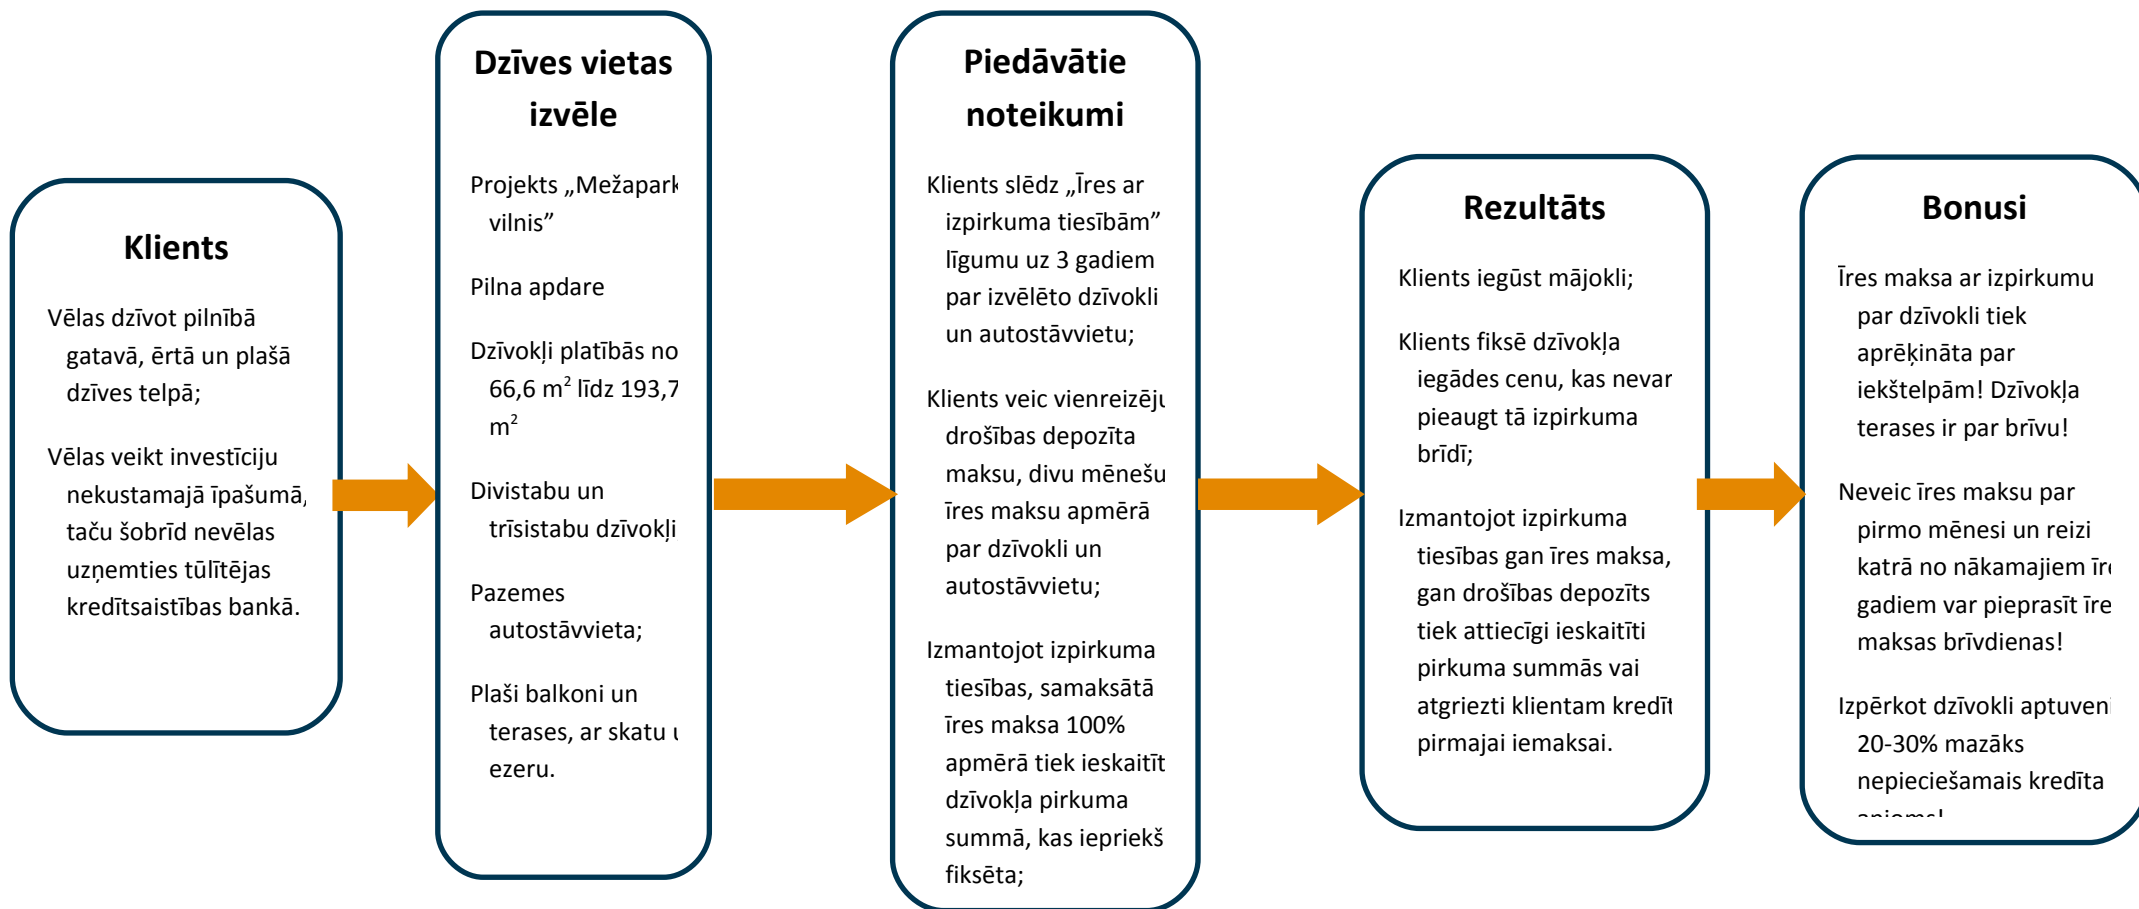 Klients
Vēlas dzīvot pilnībā
gatavā, ērtā un plašā
dzīves telpā;
Vēlas veikt investīciju
nekustamajā īpašumā,
taču šobrīd nevēlas
uzņemties tūlītējas
kredītsaistības bankā.
Dzīves vietas
izvēle
Projekts „Mežapark
vilnis”
Pilna apdare
Dzīvokļi platībās no
66,6 m² līdz 193,7
m²
Divistabu un
trīsistabu dzīvokļi
Pazemes
autostāvvieta;
Plaši balkoni un
terases, ar skatu
ezeru.
Piedāvātie
noteikumi
Klients slēdz „Īres ar
izpirkuma tiesībām”
līgumu uz 3 gadiem
par izvēlēto dzīvokli
un autostāvvietu;
Klients veic vienreizēju
drošības depozīta
maksu, divu mēnešu
īres maksu apmērā
par dzīvokli un
autostāvvietu;
Izmantojot izpirkuma
tiesības, samaksātā
īres maksa 100%
apmērā tiek ieskaitīt
dzīvokļa pirkuma
summā, kas iepriekš
fiksēta;
Rezultāts
Klients iegūst mājokli;
Klients fiksē dzīvokļa
iegādes cenu, kas nevar
pieaugt tā izpirkuma
brīdī;
Izmantojot izpirkuma
tiesības gan īres maksa,
gan drošības depozīts
tiek attiecīgi ieskaitīti
pirkuma summās vai
atgriezti klientam kredīt
pirmajai iemaksai.
Bonusi
Īres maksa ar izpirkumu
par dzīvokli tiek
aprēķināta par
iekštelpām! Dzīvokļa
terases ir par brīvu!
Neveic īres maksu par
pirmo mēnesi un reizi
katrā no nākamajiem
gadiem var pieprasīt īre
maksas brīvdienas!
Izpērkot dzīvokli aptuveni
20-30% mazāks
nepieciešamais kredīta